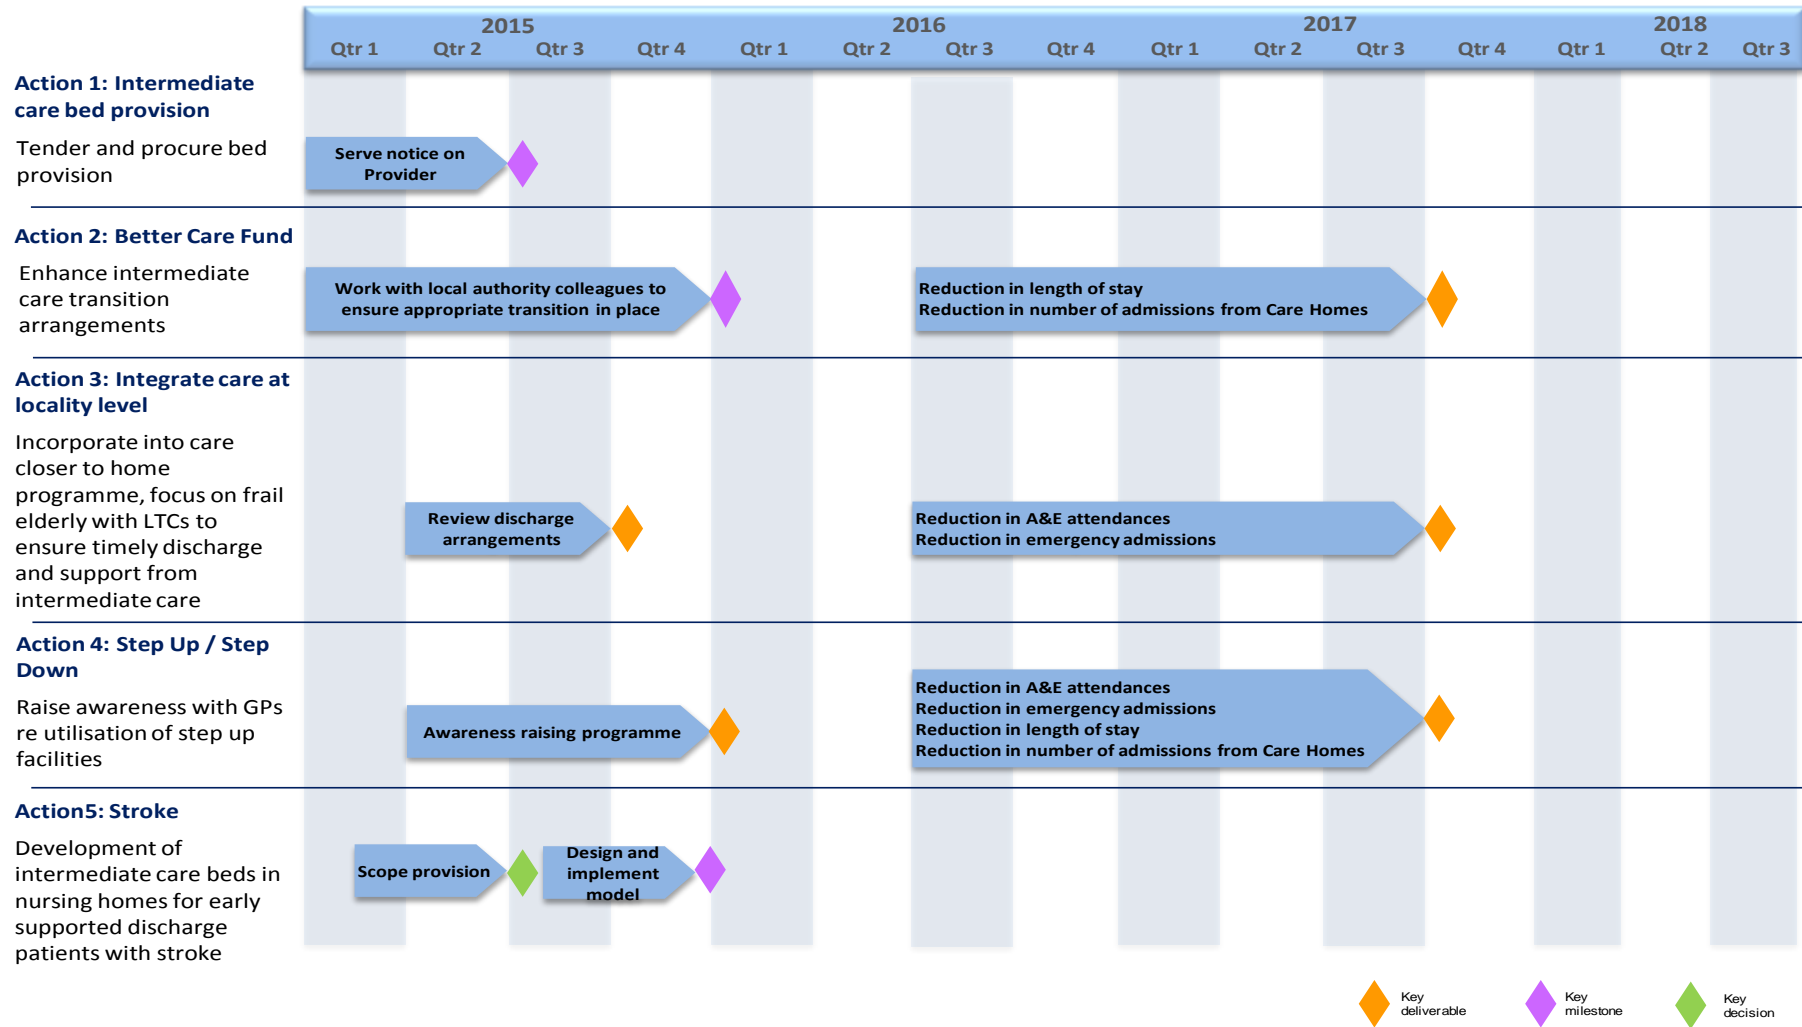 2015 2016 2017 2018
Qtr 1 Qtr 2 Qtr 3 Qtr 4 Qtr 1 Qtr 2 Qtr 3 Qtr 4 Qtr 1 Qtr 2 Qtr 3 Qtr 4 Qtr 1 Qtr 2 Qtr 3
Action 1: Intermediate
care bed provision
Tender and procure bed
provision
Serve notice on
Provider
Action 2: Better Care Fund
Enhance intermediate
care transition
arrangements
Work with local authority colleagues to
ensure appropriate transition in place
Reduction in length of stay
Reduction in number of admissions from Care Homes
Action 3: Integrate care at
locality level
Incorporate into care
closer to home
programme, focus on frail
elderly with LTCs to
ensure timely discharge
and support from
intermediate care
Review discharge
arrangements
Reduction in A&E attendances
Reduction in emergency admissions
Action 4: Step Up / Step
Down
Raise awareness with GPs
re utilisation of step up
facilities
Awareness raising programme
Reduction in A&E attendances
Reduction in emergency admissions
Reduction in length of stay
Reduction in number of admissions from Care Homes
Action5: Stroke
Development of
intermediate care beds in
nursing homes for early
supported discharge
patients with stroke
Scope provision
Design and
implement
model
Key
deliverable
Key
milestone
Key
decision